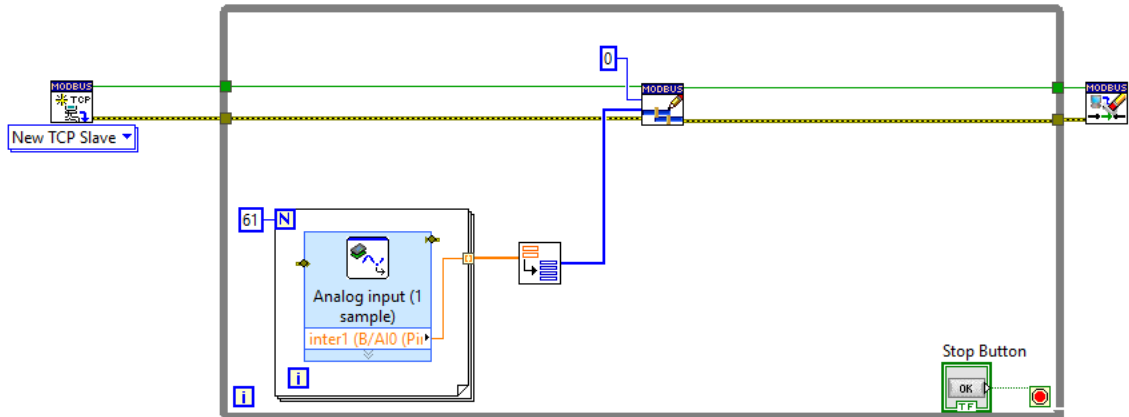 0
MODBUS
TCP
New TCP Slave
MODBUS
MODBUS
61
N
Analog input (1
sample)
inter1 (B/AI0 (Pi
i
i
Stop Button
OK
TF